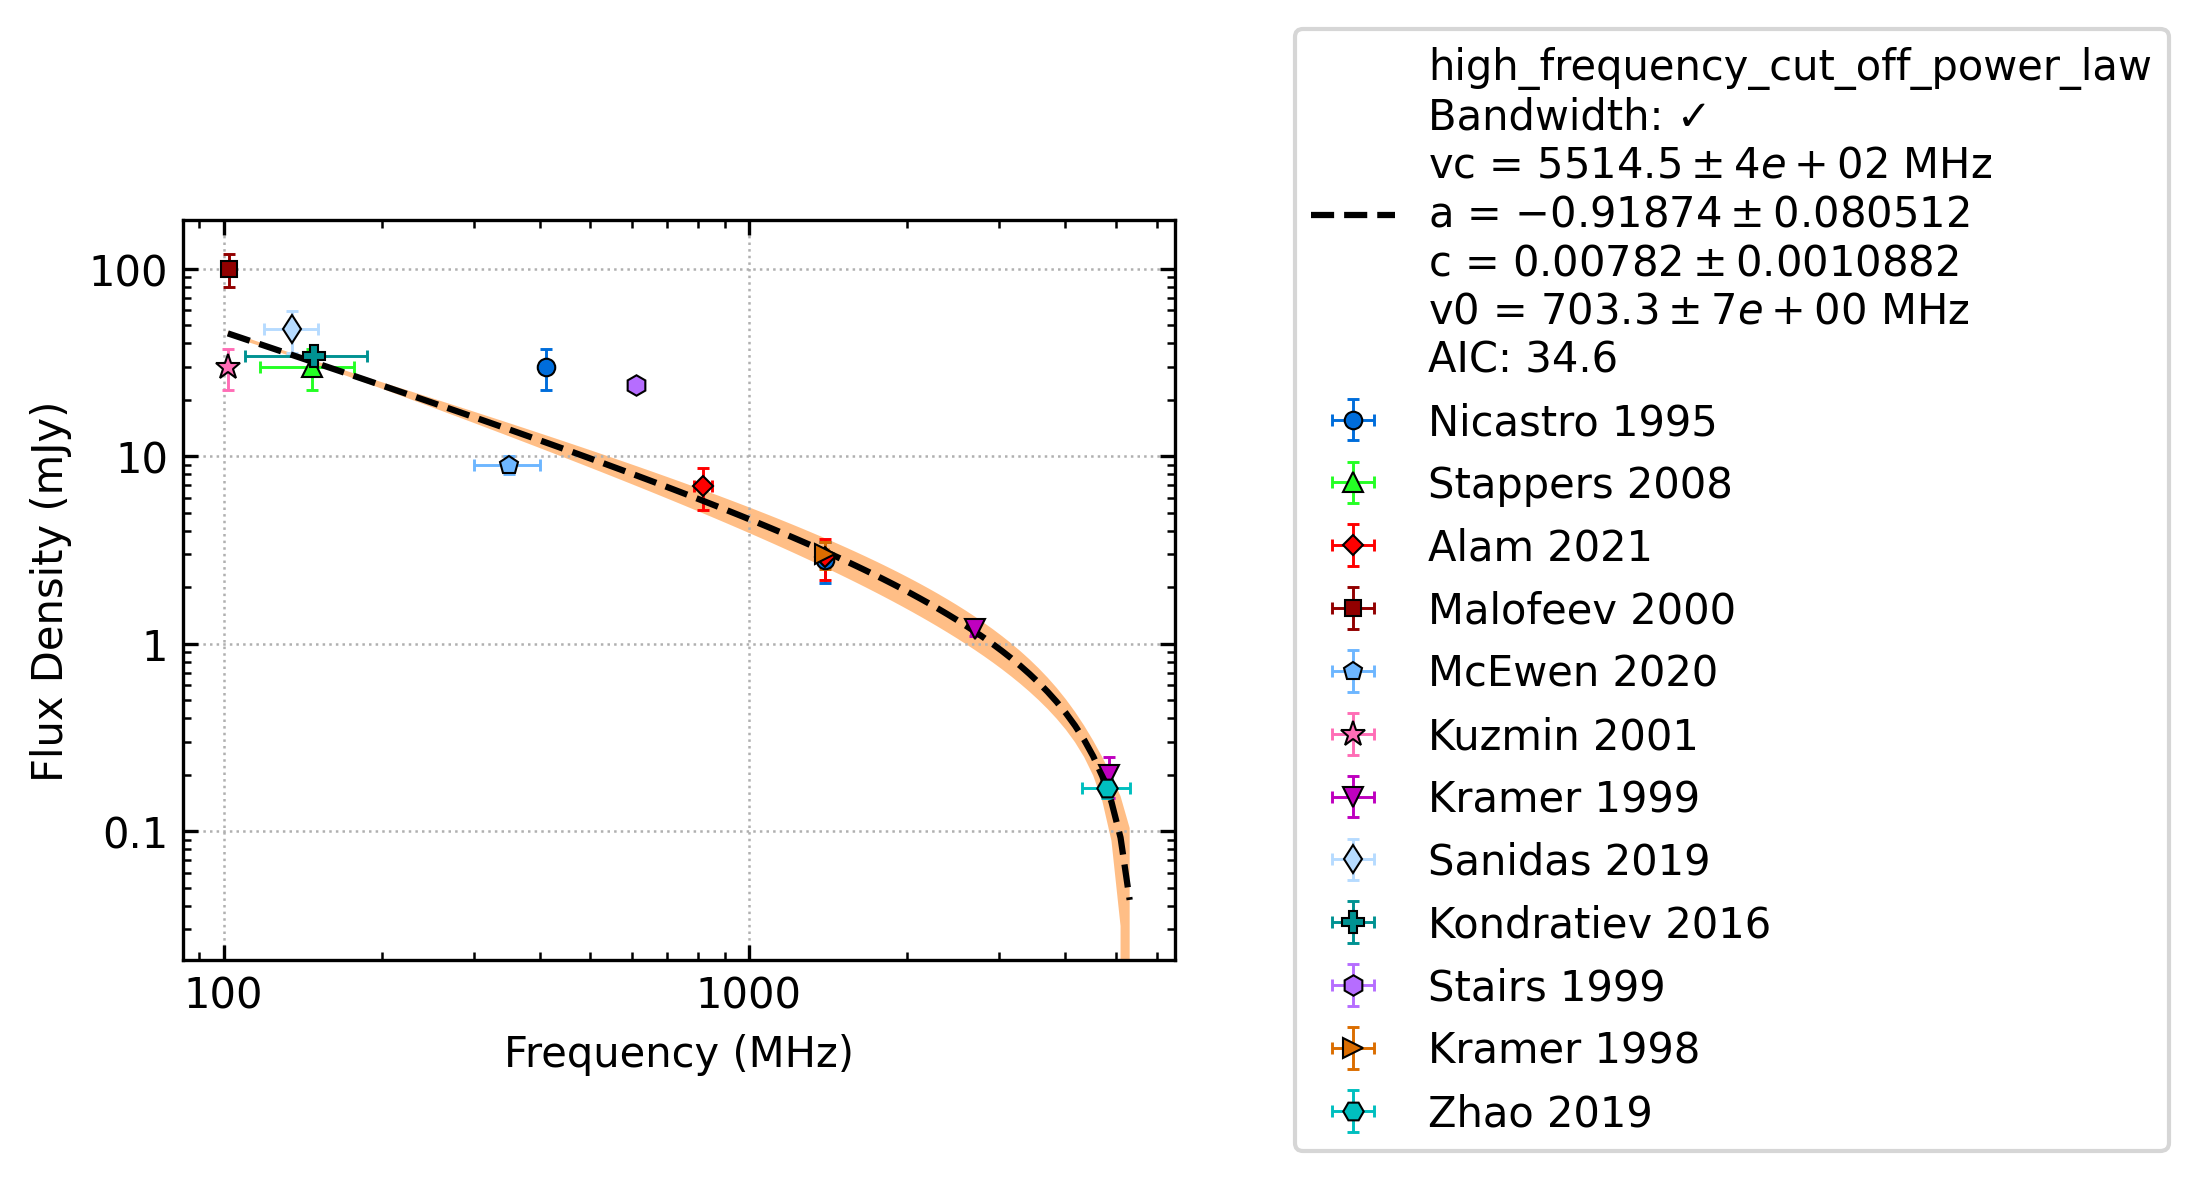 high_frequency_cut_off_power_law
Bandwidth: ✓
vc = 5514.5 ± 4e + 02 MHz
a = −0.91874 ± 0.080512
c = 0.00782 ± 0.0010882
v0 = 703.3 ± 7e + 00 MHz
AIC: 34.6
Nicastro 1995
Stappers 2008
Alam 2021
Malofeev 2000
McEwen 2020
Kuzmin 2001
Kramer 1999
Sanidas 2019
Kondratiev 2016
Stairs 1999
Kramer 1998
Zhao 2019
Flux Density (mJy)
100
10
1
0.1
100
1000
Frequency (MHz)